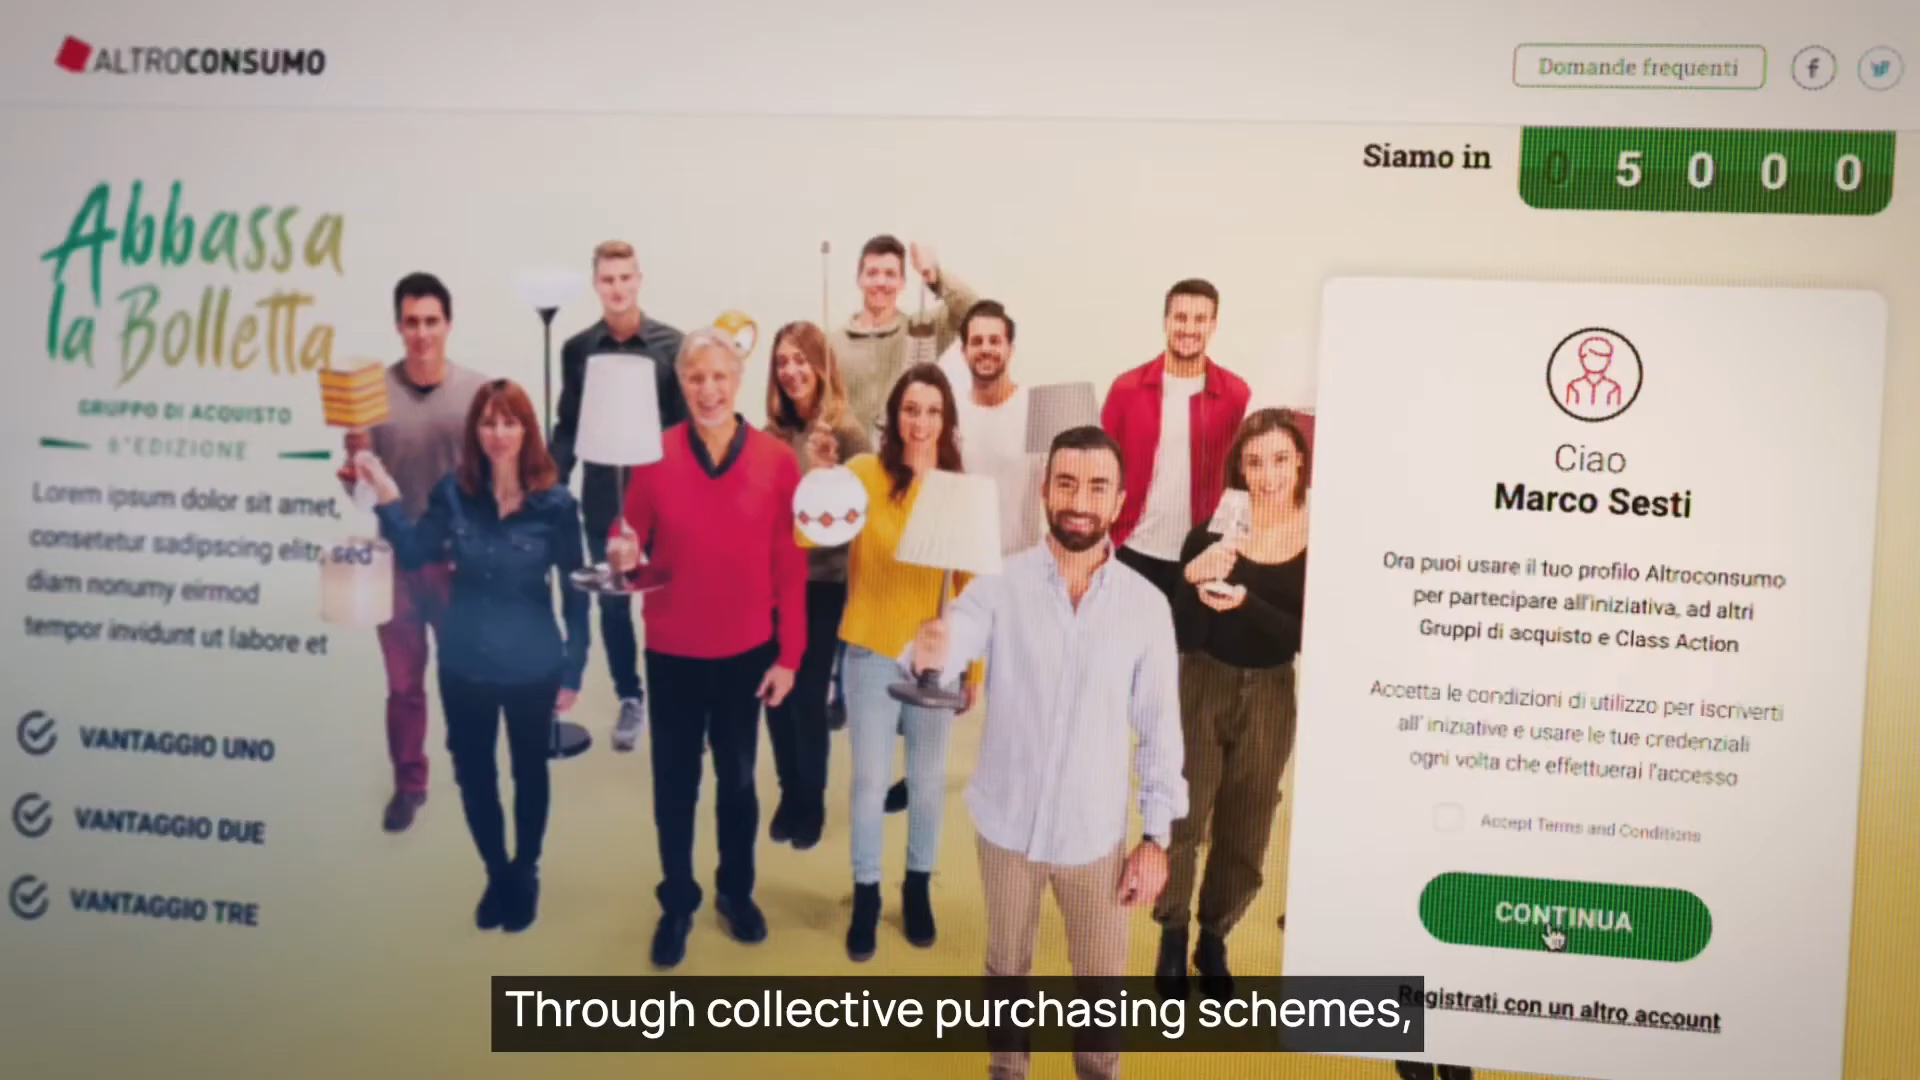 ALTROCONSUMO
Domande frequenti
Siamo in
0 5 0 0 0
Abbassa
la Bolletta
GRUPPO DI ACQUISTO
6°EDIZIONE
Lorem ipsum dolor sit amet,
consetetur sadipscing elitr, sed
diam nonumy eirmod
tempor invidunt ut labore et
VANTAGGIO UNO
VANTAGGIO DUE
VANTAGGIO TRE
Ciao
Marco Sesti
Ora puoi usare il tuo profilo Altroconsumo
per partecipare all'iniziativa, ad altri
Gruppi di acquisto e Class Action
Accetta le condizioni di utilizzo per iscriverti
all' iniziative e usare le tue credenziali
ogni volta che effettuerai l'accesso
Accept Terms and Conditions
CONTINUA
Registrati con un altro account
Through collective purchasing schemes,